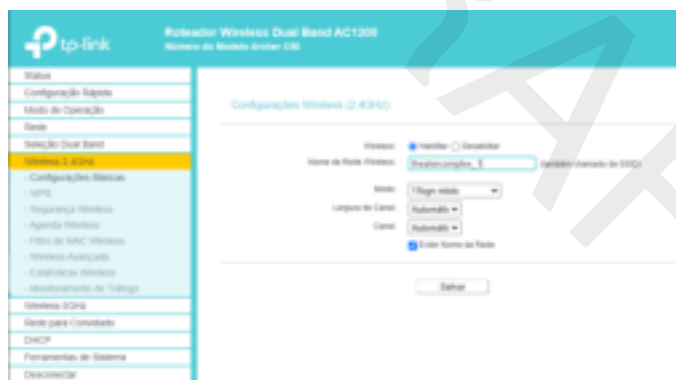 tp-link
Roteador Wireless Dual Band AC1200
Número do Modelo Archer C50
Status
Configuração Rápida
Modo de Operação
Rede
Seleção Dual Band
Wireless 2.4GHz
- Configurações Básicas
- WPS
- Segurança Wireless
- Agenda Wireless
- Filtro de MAC Wireless
- Wireless Avançada
- Estatísticas Wireless
- Monitoramento de Tráfego
Wireless 5GHz
Rede para Convidado
DHCP
Ferramentas de Sistema
Desconectar
Configurações Wireless (2.4GHz)
Wireless: Habilitar Desabilitar
Nome da Rede Wireless: (também chamado de SSID)
Modo: 11bgn misto
Largura do Canal: Automático
Canal: Automático
Exibir Nome da Rede
Salvar